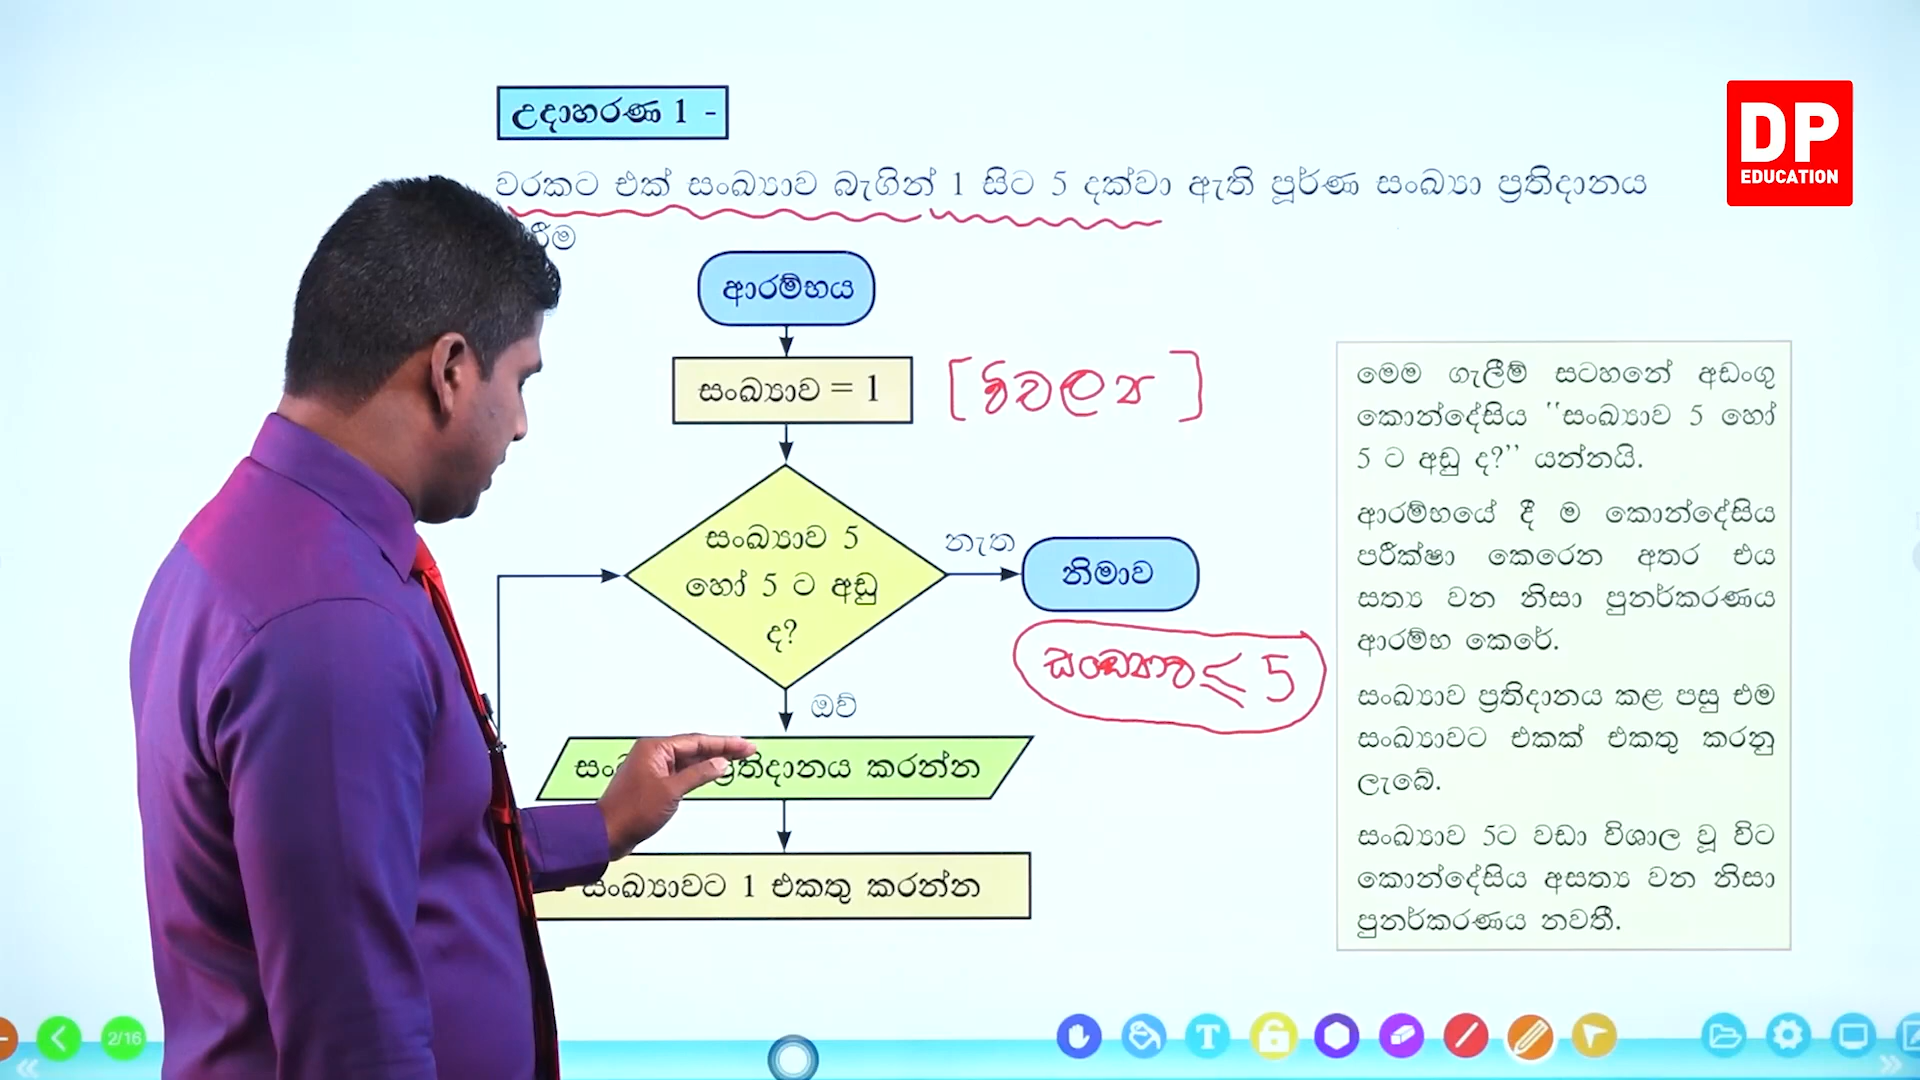 උදාහරණ 1 -
වරකට එක් සංඛ්‍යාව බැගින් 1 සිට 5 දක්වා ඇති පූර්ණ සංඛ්‍යා ප්‍රතිදානය
DP
EDUCATION
ආරම්භය
සංඛ්‍යාව = 1
[විචල්‍ය]
සංඛ්‍යාව 5
හෝ 5 ට අඩු
ද?
නැත
නිමාව
සංඛ්‍යාව ≤ 5
ඔව්
ප්‍රතිදානය කරන්න
සංඛ්‍යාවට 1 එකතු කරන්න
මෙම ගැලීම් සටහනේ අඩංගු
කොන්දේසිය “සංඛ්‍යාව 5 හෝ
5 ට අඩු ද?” යන්නයි.
ආරම්භයේ දී ම කොන්දේසිය
පරීක්ෂා කෙරෙන අතර එය
සත්‍ය වන නිසා පුනර්කරණය
ආරම්භ කෙරේ.
සංඛ්‍යාව ප්‍රතිදානය කළ පසු එම
සංඛ්‍යාවට එකක් එකතු කරනු
ලැබේ.
සංඛ්‍යාව 5ට වඩා විශාල වූ විට
කොන්දේසිය අසත්‍ය වන නිසා
පුනර්කරණය නවතී.
2/16
T